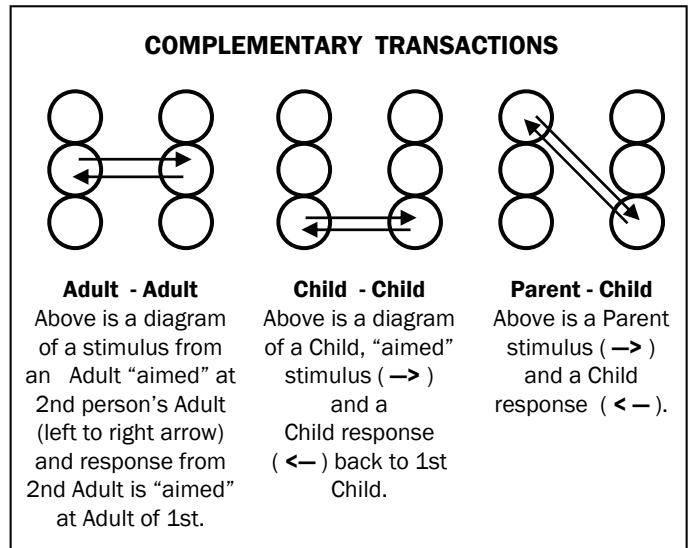 COMPLEMENTARY TRANSACTIONS
Adult - Adult
Above is a diagram
of a stimulus from
an Adult “aimed” at
2nd person’s Adult
(left to right arrow)
and response from
2nd Adult is “aimed”
at Adult of 1st.
Child - Child
Above is a diagram
of a Child, “aimed”
stimulus ( —> )
and a
Child response
( <— ) back to 1st
Child.
Parent - Child
Above is a Parent
stimulus ( —> )
and a Child
response ( < — ).